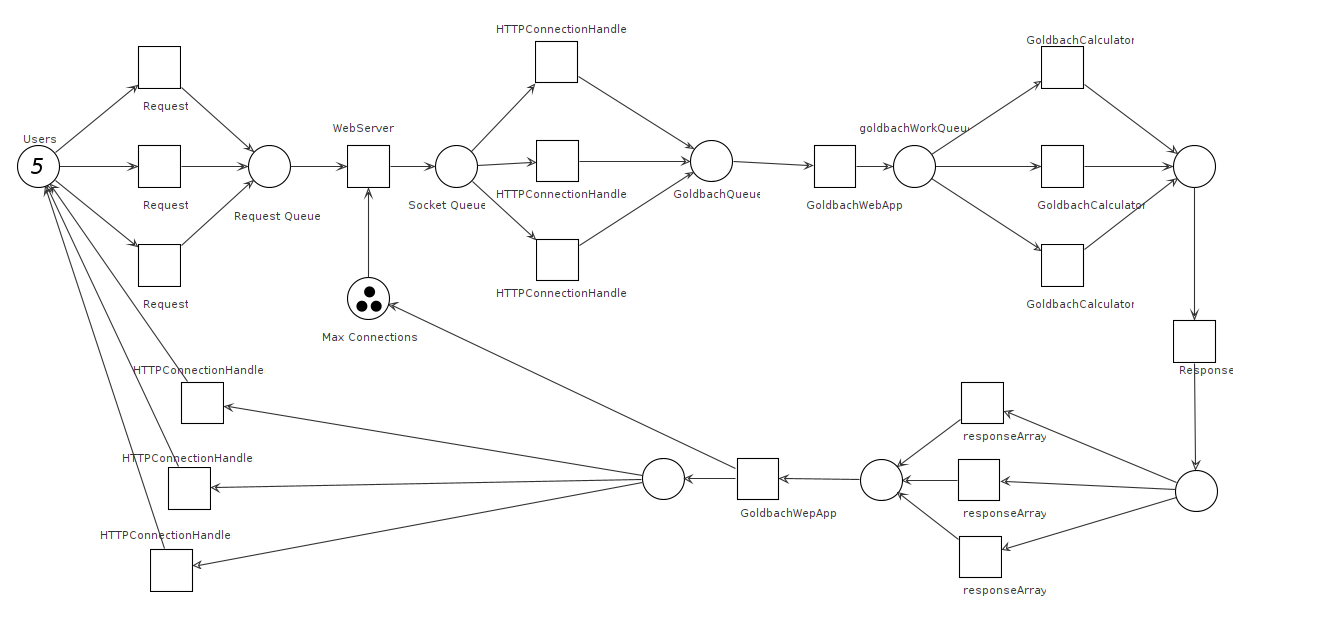 HTTPConnectionHandle
GoldbachCalculator
Request
WebServer
goldbachWorkQueu
Users
5
HTTPConnectionHandle
GoldbachQueue
Request
Socket Queue
GoldbachWebApp
GoldbachCalculator
Request Queue
HTTPConnectionHandle
Request
GoldbachCalculator
Max Connections
HTTPConnectionHandle
Response
responseArray
HTTPConnectionHandle
GoldbachWepApp
responseArray
HTTPConnectionHandle
responseArray